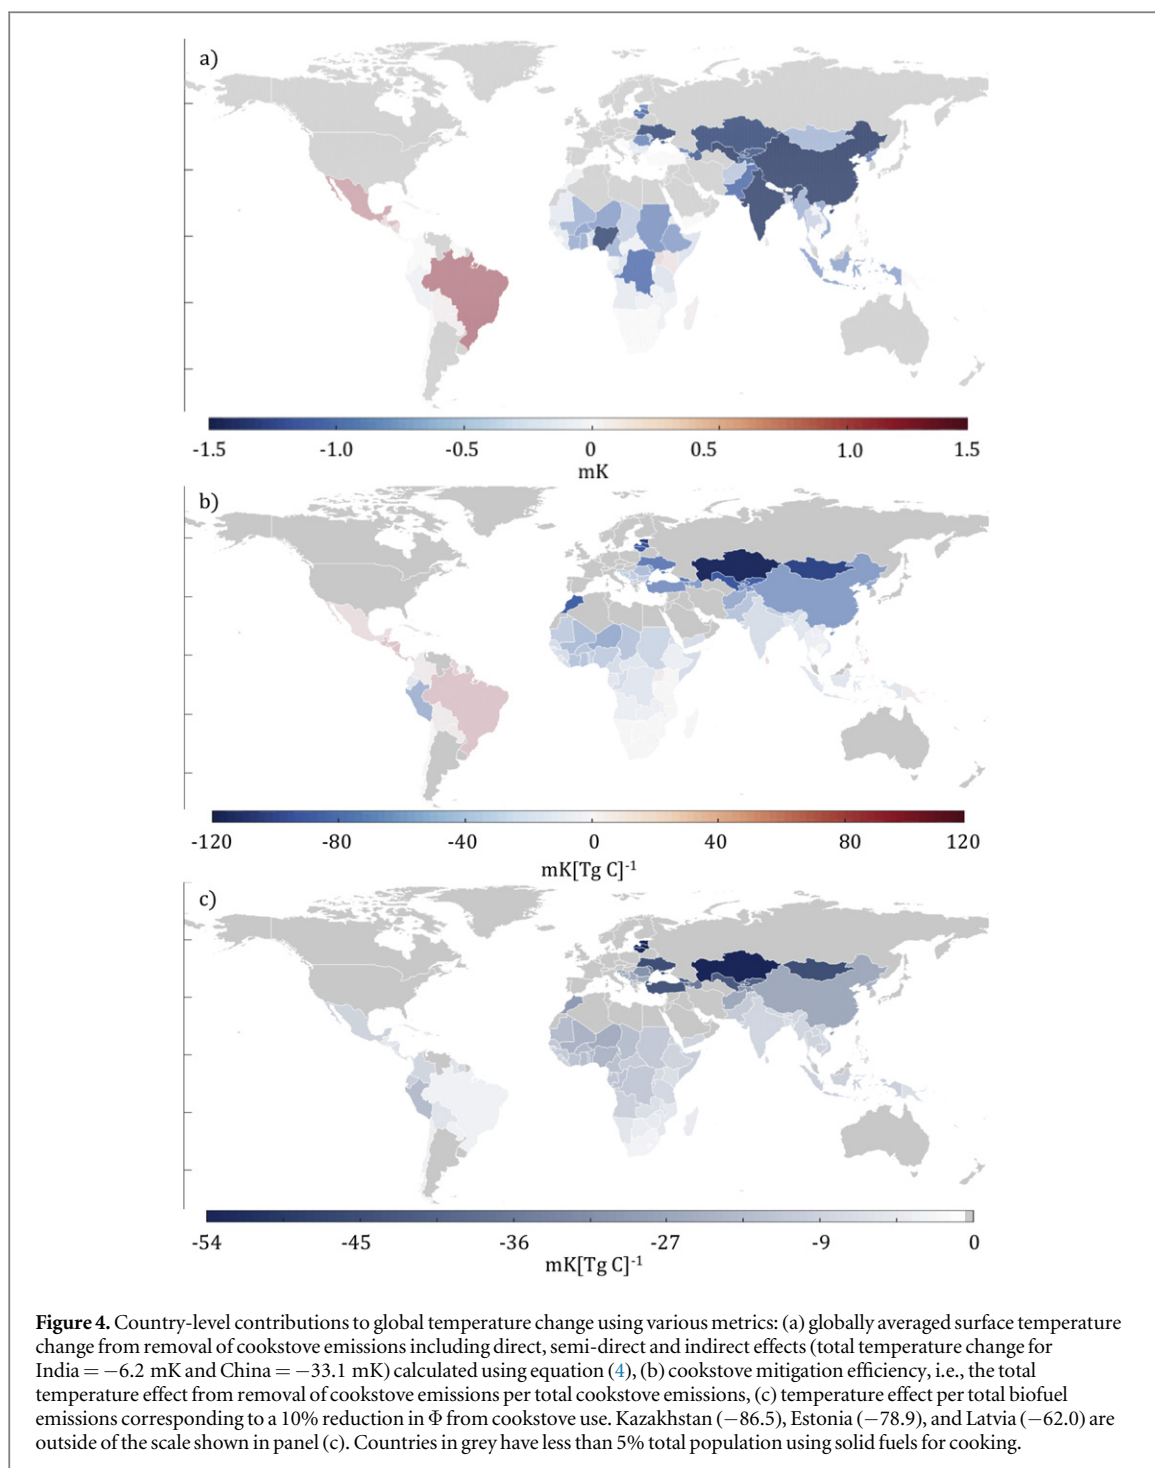 a)
-1.5 -1.0 -0.5 0 0.5 1.0 1.5
mK
b)
-120 -80 -40 0 40 80 120
mK[Tg C]-1
c)
-54 -45 -36 -27 -9 0
mK[Tg C]-1
Figure 4. Country-level contributions to global temperature change using various metrics: (a) globally averaged surface temperature
change from removal of cookstove emissions including direct, semi-direct and indirect effects (total temperature change for
India = −6.2 mK and China = −33.1 mK) calculated using equation (4), (b) cookstove mitigation efficiency, i.e., the total
temperature effect from removal of cookstove emissions per total cookstove emissions, (c) temperature effect per total biofuel
emissions corresponding to a 10% reduction in Φ from cookstove use. Kazakhstan (−86.5), Estonia (−78.9), and Latvia (−62.0) are
outside of the scale shown in panel (c). Countries in grey have less than 5% total population using solid fuels for cooking.